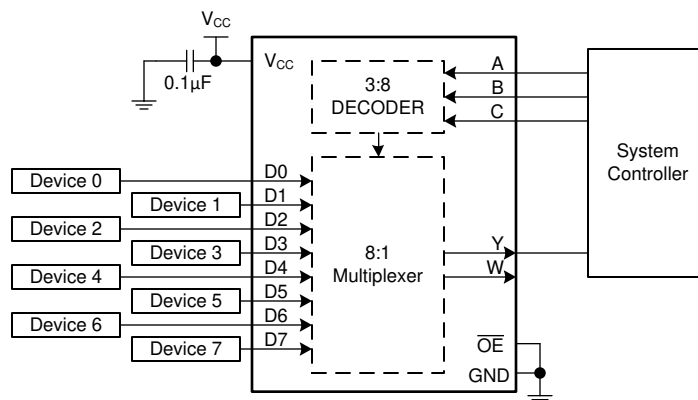 VCC
0.1µF
VCC
3:8
DECODER
A
B
C
System
Controller
Device 0
D0
Device 1
D1
Device 2
D2
Device 3
D3
Device 4
D4
Device 5
D5
Device 6
D6
Device 7
D7
8:1
Multiplexer
Y
W
OE
GND